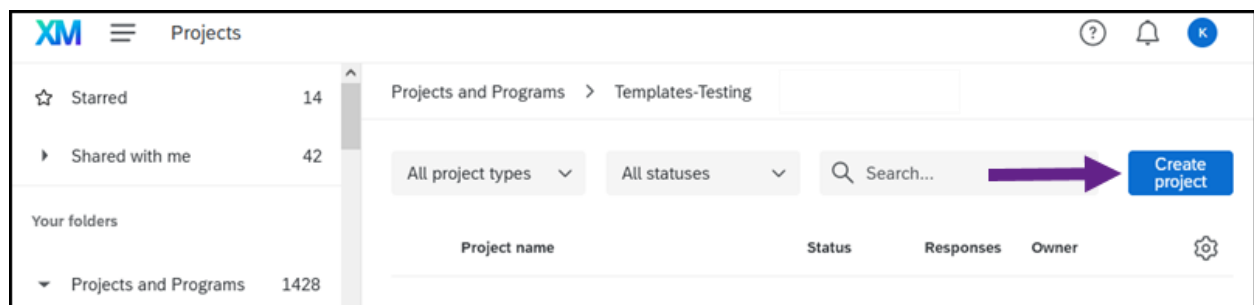 XM Projects
K
Starred 14
Shared with me 42
Your folders
Projects and Programs 1428
Projects and Programs > Templates-Testing
All project types All statuses Search... Create project
Project name Status Responses Owner